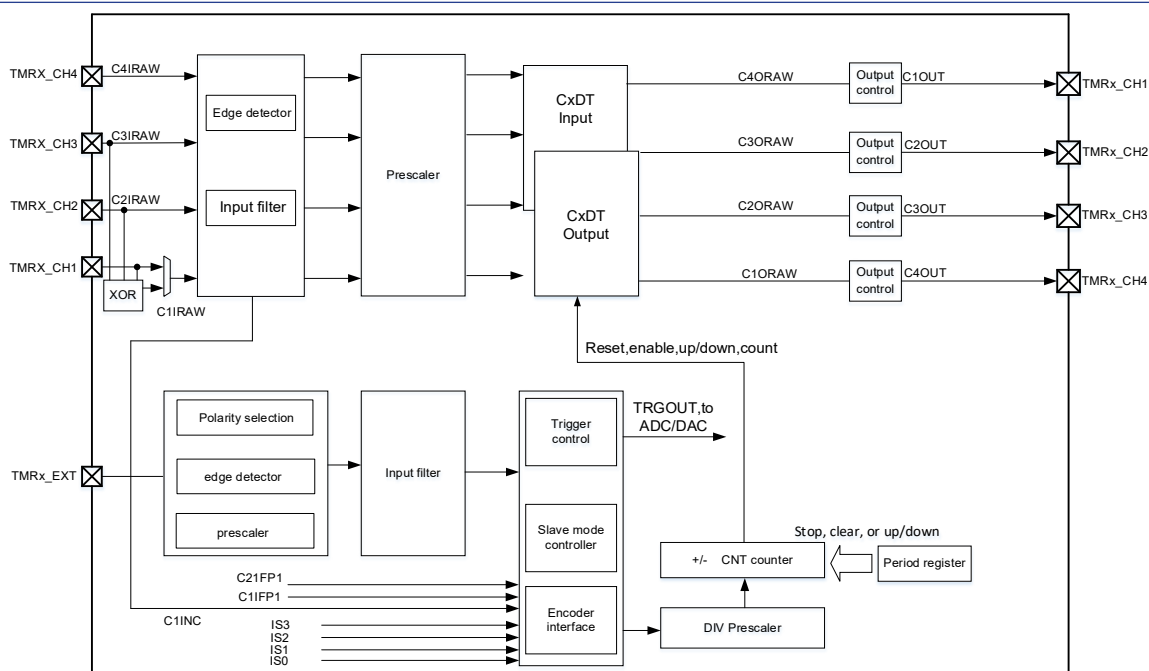 TMRX_CH4
C4IRAW
TMRX_CH3
C3IRAW
TMRX_CH2
C2IRAW
TMRX_CH1
XOR
C1IRAW
Edge detector
Input filter
Prescaler
CxDT
Input
CxDT
Output
C4ORAW
Output
control
C1OUT
TMRx_CH1
C3ORAW
Output
control
C2OUT
TMRx_CH2
C2ORAW
Output
control
C3OUT
TMRx_CH3
C1ORAW
Output
control
C4OUT
TMRx_CH4
Reset,enable,up/down,count
TMRx_EXT
Polarity selection
edge detector
prescaler
Input filter
Trigger
control
TRGOUT,to
ADC/DAC
Slave mode
controller
Encoder
interface
C21FP1
C1IFP1
C1INC
IS3
IS2
IS1
IS0
Stop, clear, or up/down
+/- CNT counter
Period register
DIV Prescaler